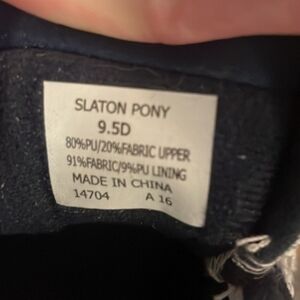 SLATON PONY
9.5D
80%PU/20%FABRIC UPPER
91%FABRIC/9%PU LINING
MADE IN CHINA
14704 A 16